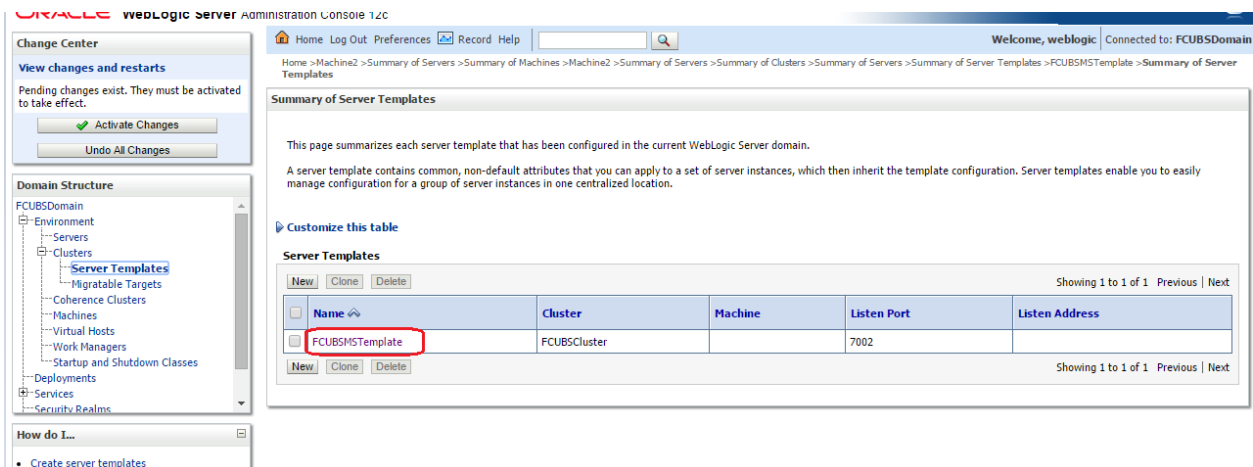 ORACLE WebLogic Server Administration Console 12c
Change Center
View changes and restarts
Pending changes exist. They must be activated
to take effect.
Activate Changes
Undo All Changes
Domain Structure
FCUBSDomain
Environment
Servers
Clusters
Server Templates
Migratable Targets
Coherence Clusters
Machines
Virtual Hosts
Work Managers
Startup and Shutdown Classes
Deployments
Services
Security Realms
How do I...
Create server templates
Home Log Out Preferences Record Help
Welcome, weblogic Connected to: FCUBSDomain
Home >Machine2 >Summary of Servers >Summary of Machines >Machine2 >Summary of Servers >Summary of Clusters >Summary of Servers >Summary of Server Templates >FCUBSMSTemplate >Summary of Server
Templates
Summary of Server Templates
This page summarizes each server template that has been configured in the current WebLogic Server domain.
A server template contains common, non-default attributes that you can apply to a set of server instances, which then inherit the template configuration. Server templates enable you to easily
manage configuration for a group of server instances in one centralized location.
Customize this table
Server Templates
New Clone Delete Showing 1 to 1 of 1 Previous | Next
Name Cluster Machine Listen Port Listen Address
FCUBSMSTemplate FCUBSCluster 7002
New Clone Delete Showing 1 to 1 of 1 Previous | Next